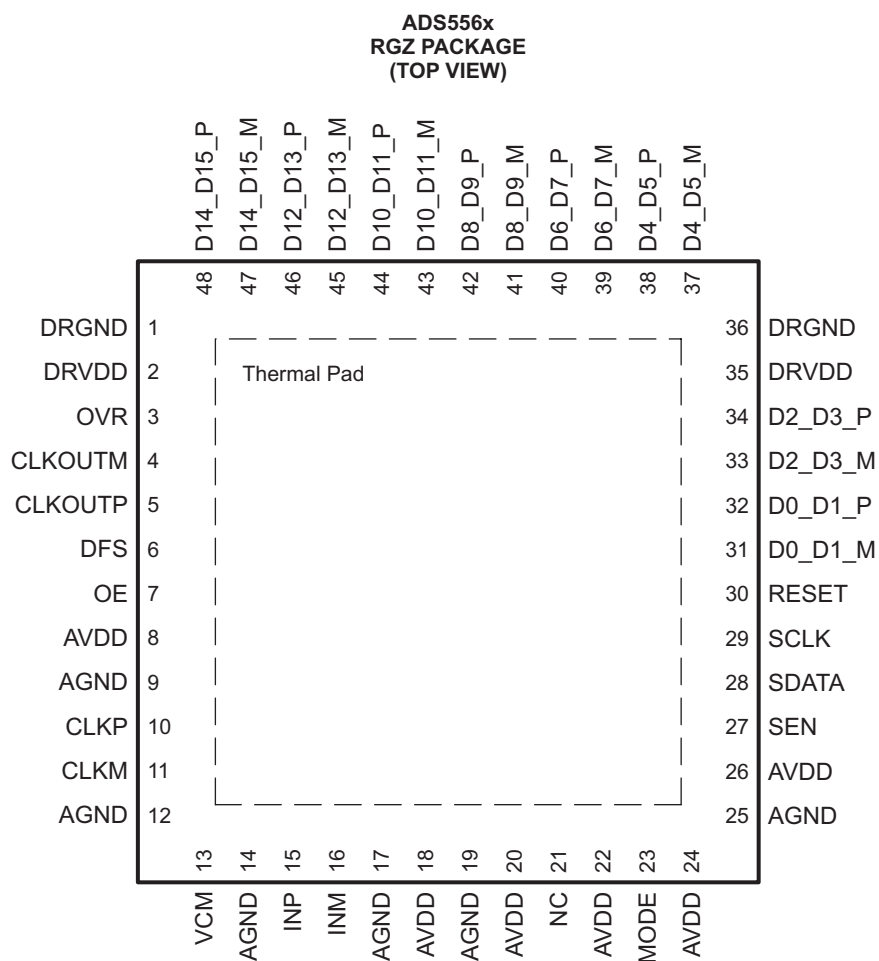 ADS556x
RGZ PACKAGE
(TOP VIEW)
D14_D15_P
D14_D15_M
D12_D13_P
D12_D13_M
D10_D11_P
D10_D11_M
D8_D9_P
D8_D9_M
D6_D7_P
D6_D7_M
D4_D5_P
D4_D5_M
48 47 46 45 44 43 42 41 40 39 38 37
DRGND 1
DRVDD 2
OVR 3
CLKOUTM 4
CLKOUTP 5
DFS 6
OE 7
AVDD 8
AGND 9
CLKP 10
CLKM 11
AGND 12
Thermal Pad
36 DRGND
35 DRVDD
34 D2_D3_P
33 D2_D3_M
32 D0_D1_P
31 D0_D1_M
30 RESET
29 SCLK
28 SDATA
27 SEN
26 AVDD
25 AGND
13 14 15 16 17 18 19 20 21 22 23 24
VCM
AGND
INP
INM
AGND
AVDD
AGND
AVDD
NC
AVDD
MODE
AVDD